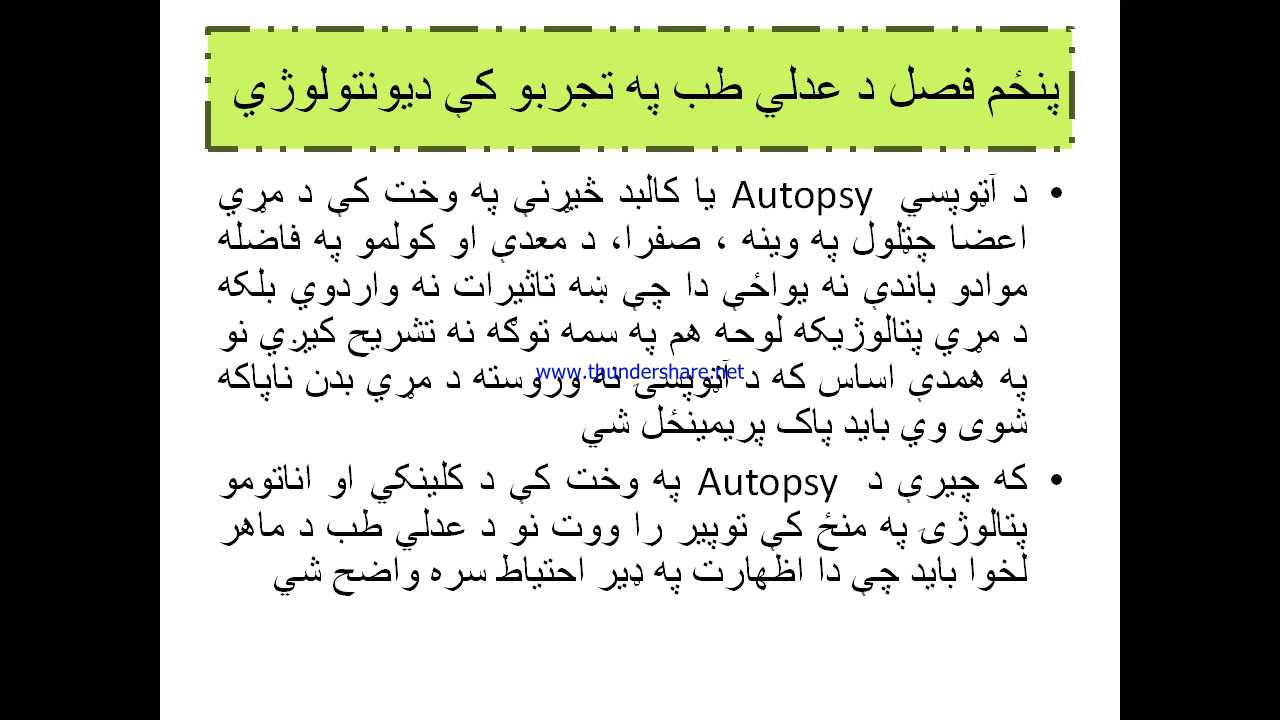 پنځم فصل د عدلي طب په تجربو کې ديونتولوژي
• د آټوپسي Autopsy يا کالبد څيړنې په وخت کې د مړي
اعضا چټلول په وينه ، صفرا، د معدې او کولمو په فاضله
موادو باندې نه يواځې دا چې ښه تاثيرات نه واردوي بلکه
د مړي پتالوژيکه لوحه هم په سمه توګه نه تشريح کيږي نو
په همدې اساس که د آټوپسۍ نه وروسته د مړي بدن ناپاکه
www.thundershare.net
شوی وي بايد پاک پريمينځل شي
• که چيرې د Autopsy په وخت کې د کلينکي او اناتومو
پتالوژۍ په منځ کې توپير را ووت نو د عدلي طب د ماهر
لخوا بايد چې دا اظهارت په ډير احتياط سره واضح شي